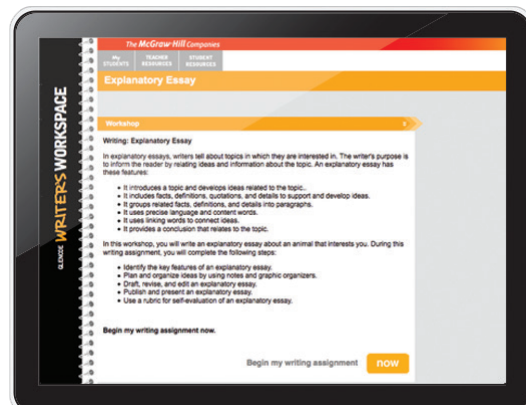 The McGraw-Hill Companies
My STUDENTS
TEACHER RESOURCES
STUDENT RESOURCES
Explanatory Essay
GLENCOE WRITER'S WORKSPACE
Workshop
Writing: Explanatory Essay
In explanatory essays, writers tell about topics in which they are interested in. The writer's purpose is
to inform the reader by relating ideas and information about the topic. An explanatory essay has
these features:
• It introduces a topic and develops ideas related to the topic..
• It includes facts, definitions, quotations, and details to support and develop ideas.
• It groups related facts, definitions, and details into paragraphs.
• It uses precise language and content words.
• It uses linking words to connect ideas.
• It provides a conclusion that relates to the topic.
In this workshop, you will write an explanatory essay about an animal that interests you. During this
writing assignment, you will complete the following steps:
• Identify the key features of an explanatory essay.
• Plan and organize ideas by using notes and graphic organizers.
• Draft, revise, and edit an explanatory essay.
• Publish and present an explanatory essay.
• Use a rubric for self-evaluation of an explanatory essay.
Begin my writing assignment now.
Begin my writing assignment now